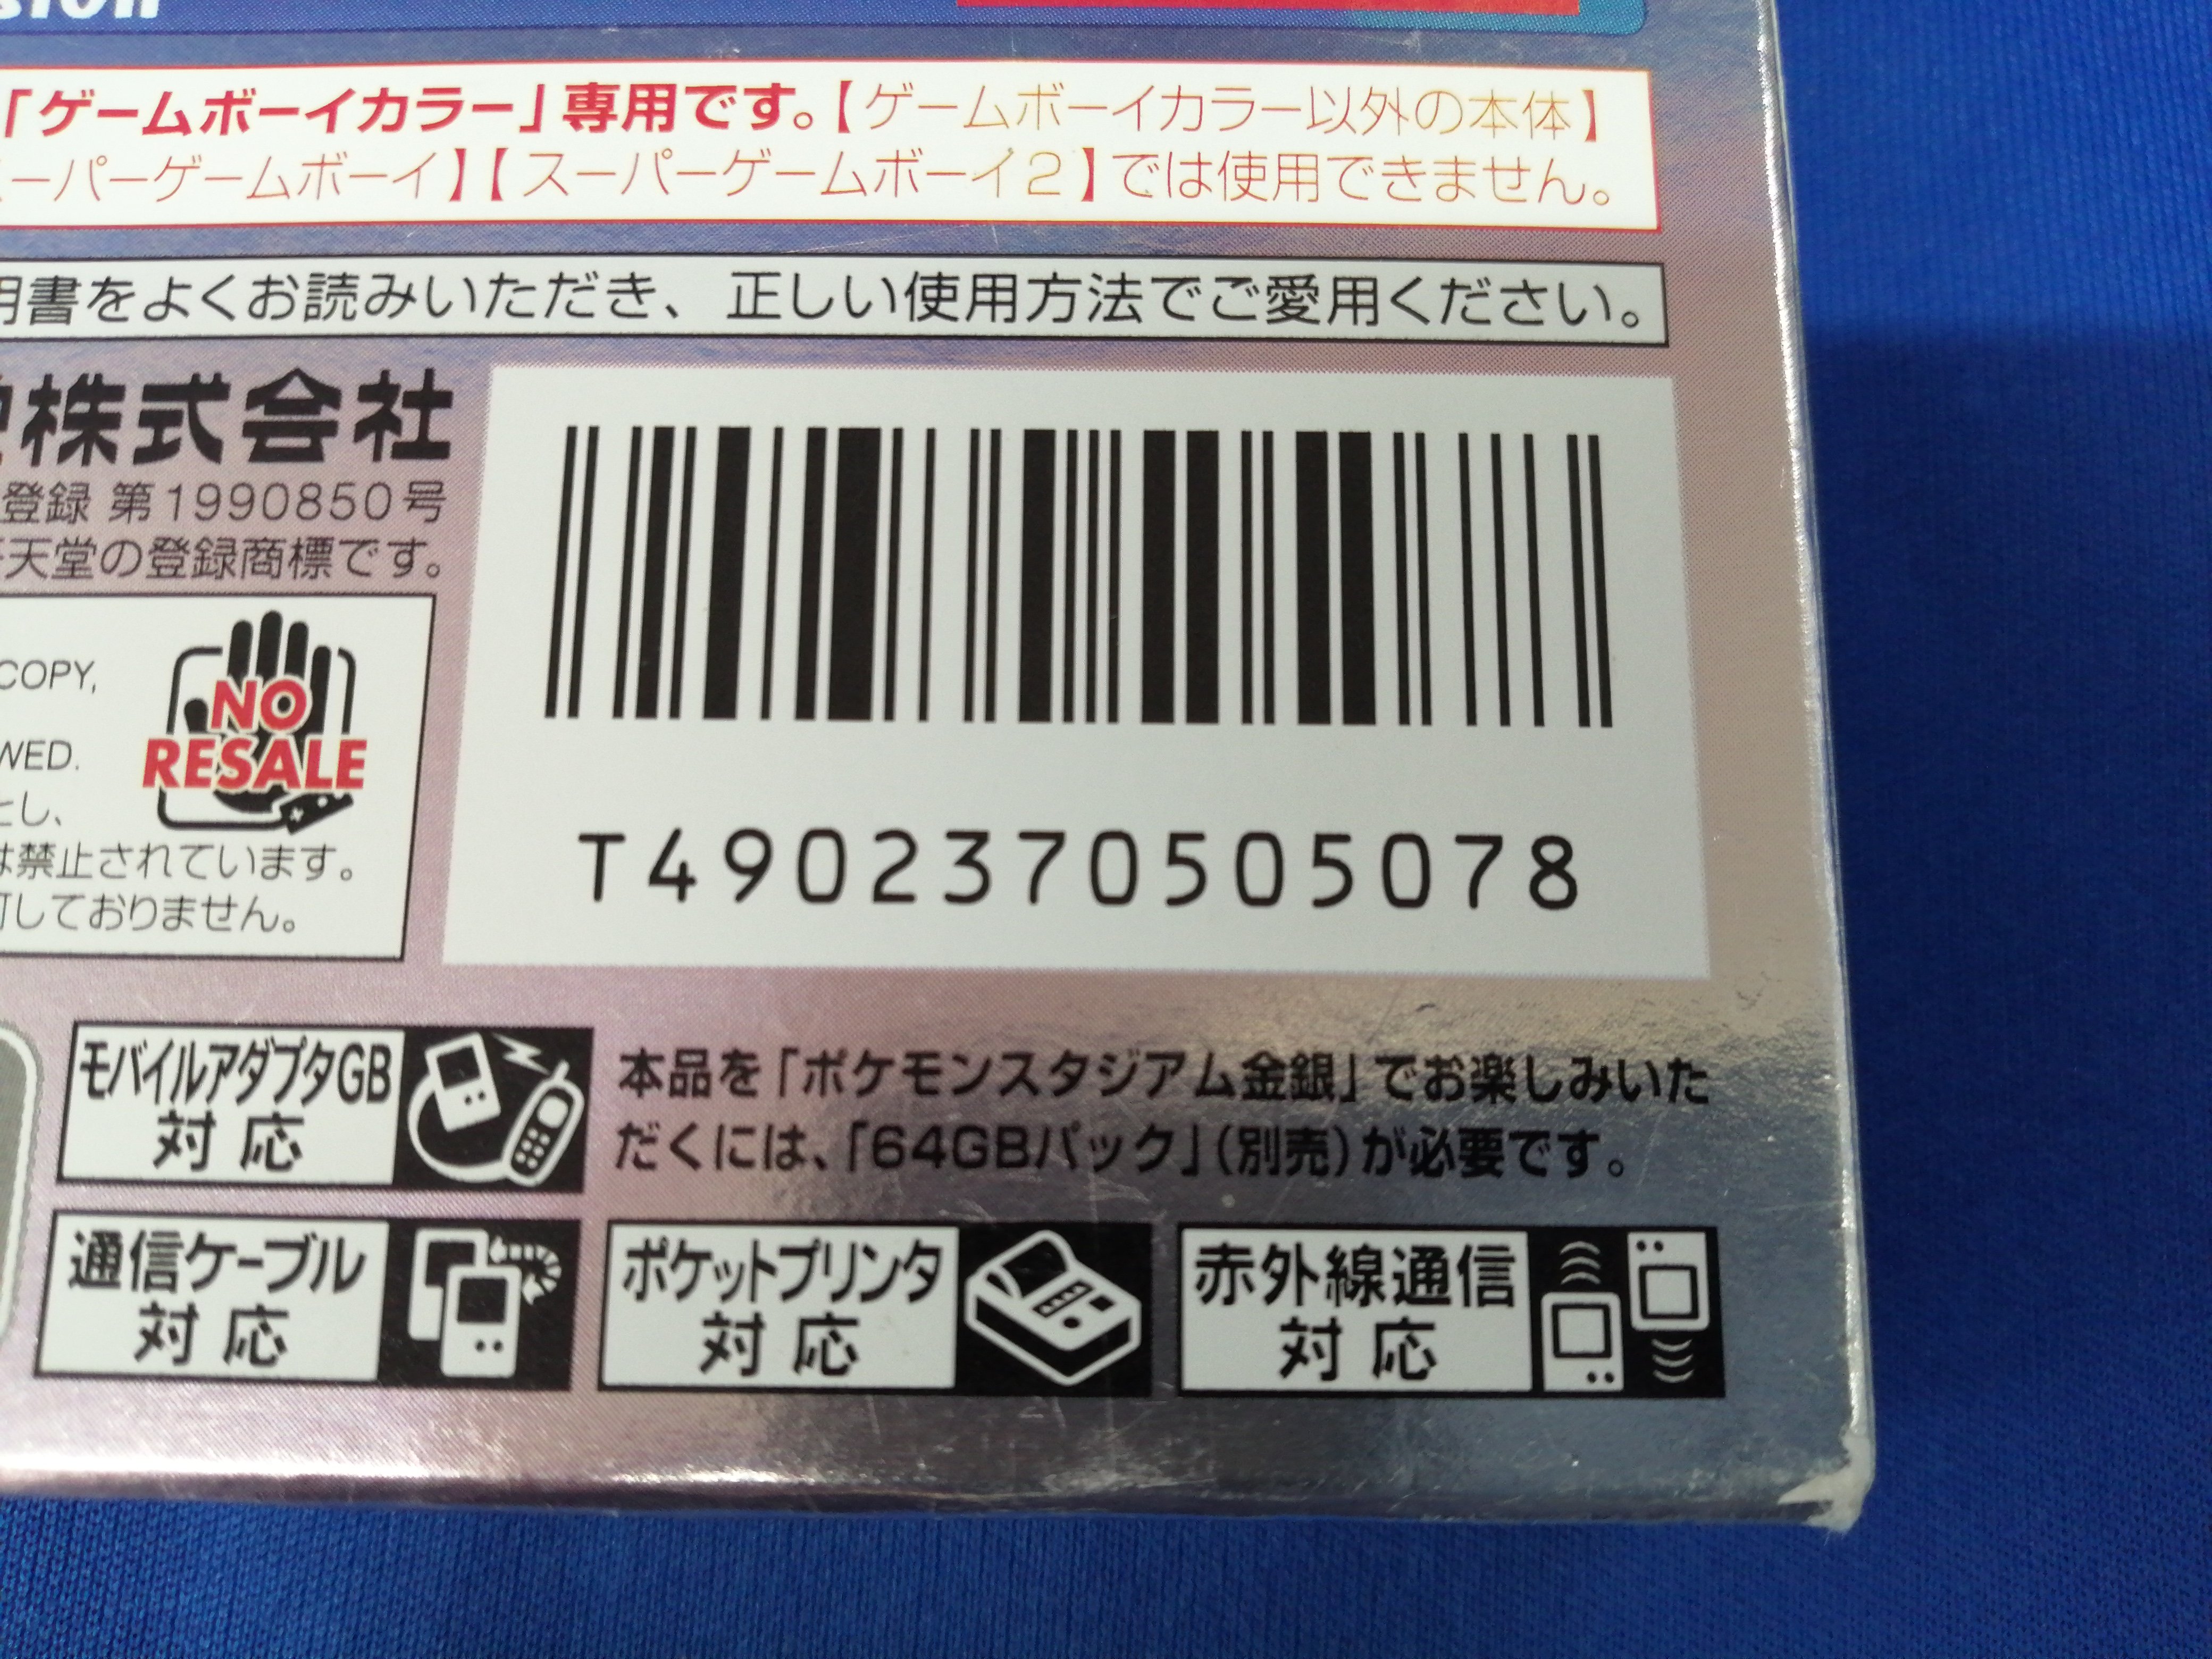 「ゲームボーイカラー」専用です。【ゲームボーイカラー以外の本体】
ーパーゲームボーイ】【スーパーゲームボーイ2】では使用できません。
書をよくお読みいただき、正しい使用方法でご愛用ください。
株式会社
登録 第1990850号
天堂の登録商標です。
COPY,
WED.
とし、
は禁止されています。
しておりません。
NO
RESALE
T4902370505078
モバイルアダプタGB
対応
本品を「ポケモンスタジアム金銀」でお楽しみいた
だくには、「64GBパック」(別売)が必要です。
通信ケーブル
対応
ポケットプリンタ
対応
赤外線通信
対応